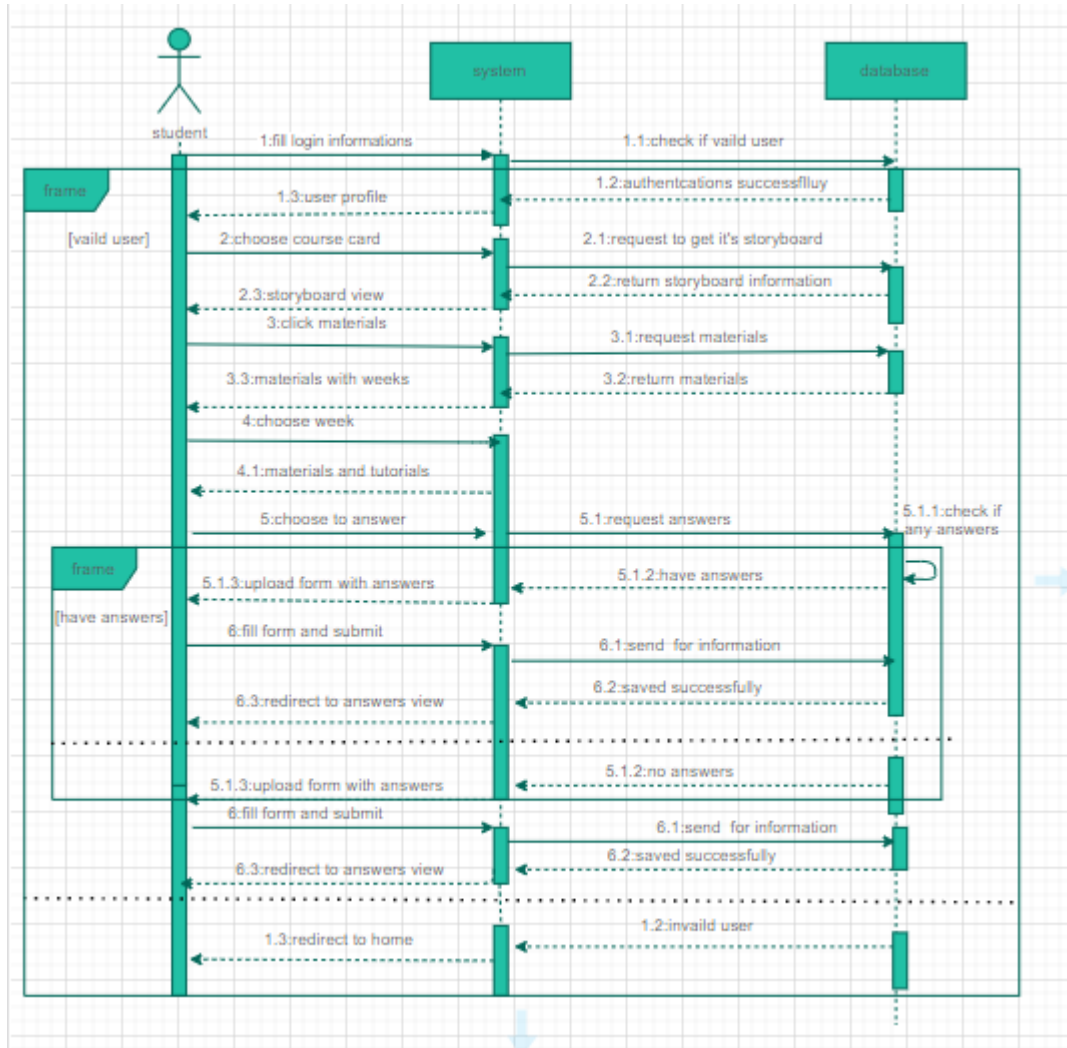 system
database
student
1:fill login informations
1.1:check if vaild user
frame
1.2:authentcations successflluy
1.3:user profile
[vaild user]
2:choose course card
2.1:request to get it's storyboard
2.2:return storyboard information
2.3:storyboard view
3:click materials
3.1:request materials
3.3:materials with weeks
3.2:return materials
4:choose week
4.1:materials and tutorials
5:choose to answer
5.1:request answers
5.1.1:check if
any answers
frame
5.1.2:have answers
5.1.3:upload form with answers
[have answers]
6:fill form and submit
6.1:send  for information
6.2:saved successfully
6.3:redirect to answers view
5.1.2:no answers
5.1.3:upload form with answers
6:fill form and submit
6.1:send  for information
6.2:saved successfully
6.3:redirect to answers view
1.2:invaild user
1.3:redirect to home